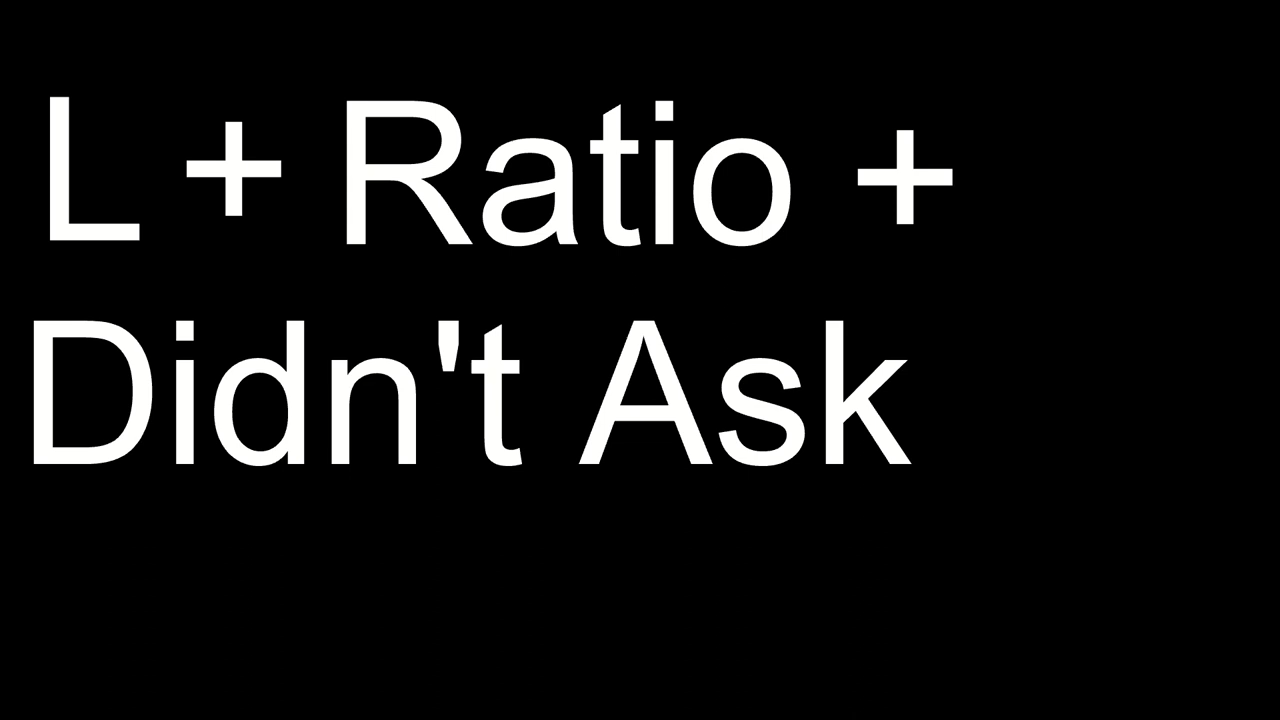 L + Ratio +
Didn't Ask